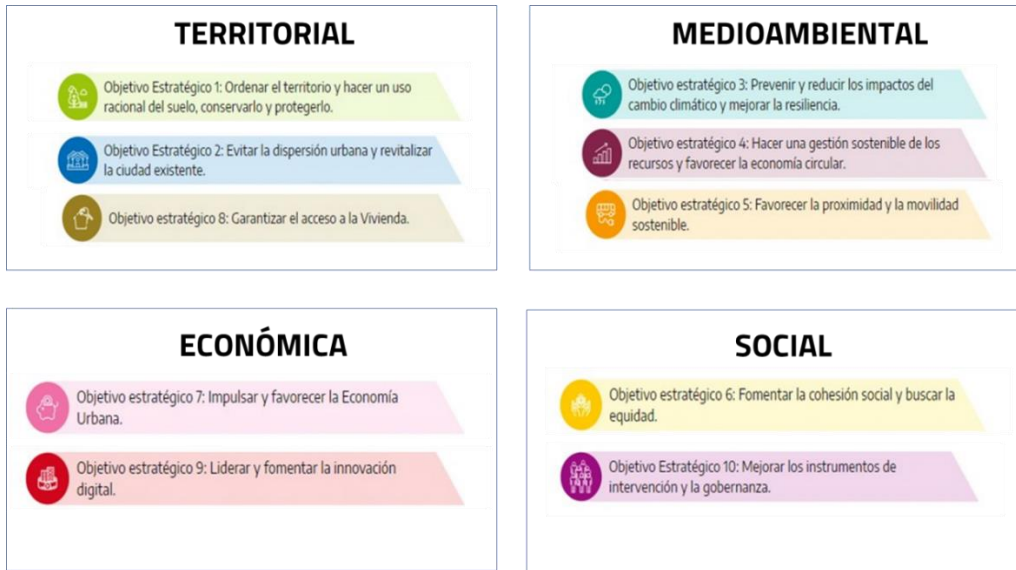 TERRITORIAL
Objetivo Estratégico 1: Ordenar el territorio y hacer un uso
racional del suelo, conservarlo y protegerlo.
Objetivo Estratégico 2: Evitar la dispersión urbana y revitalizar
la ciudad existente.
Objetivo estratégico 8: Garantizar el acceso a la Vivienda.
MEDIOAMBIENTAL
Objetivo estratégico 3: Prevenir y reducir los impactos del
cambio climático y mejorar la resiliencia.
Objetivo estratégico 4: Hacer una gestión sostenible de los
recursos y favorecer la economía circular.
Objetivo estratégico 5: Favorecer la proximidad y la movilidad
sostenible.
ECONÓMICA
Objetivo estratégico 7: Impulsar y favorecer la Economía
Urbana.
Objetivo estratégico 9: Liderar y fomentar la innovación
digital.
SOCIAL
Objetivo estratégico 6: Fomentar la cohesión social y buscar la
equidad.
Objetivo Estratégico 10: Mejorar los instrumentos de
intervención y la gobernanza.